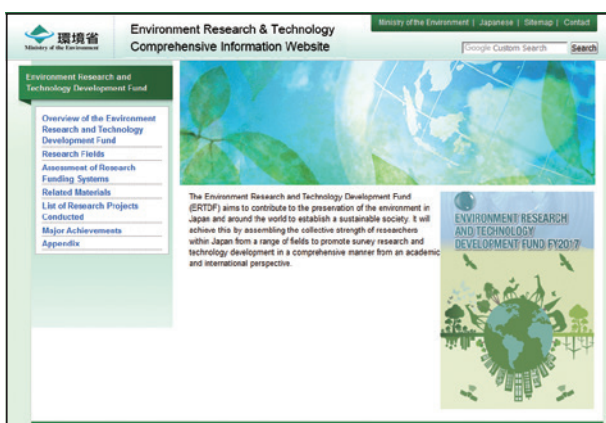 環境省
Ministry of the Environment
Environment Research & Technology
Comprehensive Information Website
Ministry of the Environment | Japanese | Sitemap | Contact
Google Custom Search
Search
Environment Research and
Technology Development Fund
Overview of the Environment
Research and Technology
Development Fund
Research Fields
Assessment of Research
Funding Systems
Related Materials
List of Research Projects
Conducted
Major Achievements
Appendix
The Environment Research and Technology Development Fund
(ERTDF) aims to contribute to the preservation of the environment in
Japan and around the world to establish a sustainable society. It will
achieve this by assembling the collective strength of researchers
within Japan from a range of fields to promote survey research and
technology development in a comprehensive manner from an academic
and international perspective.
ENVIRONMENT RESEARCH
AND TECHNOLOGY
DEVELOPMENT FUND FY2017